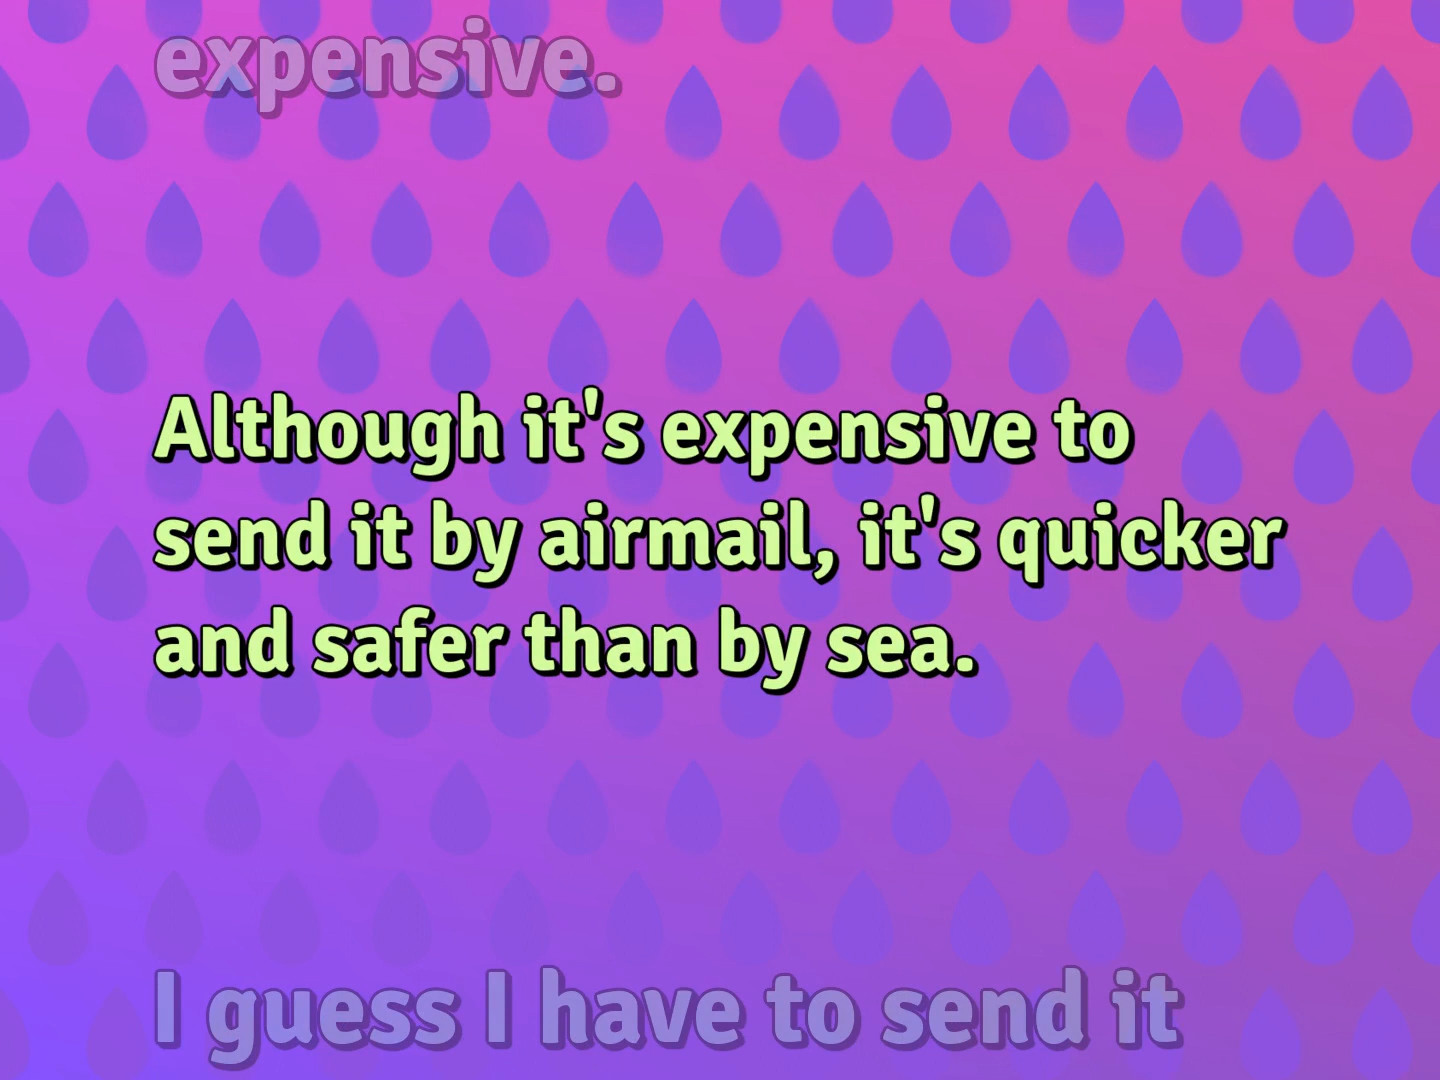 expensive.
Although it's expensive to
send it by airmail, it's quicker
and safer than by sea.
I guess I have to send it